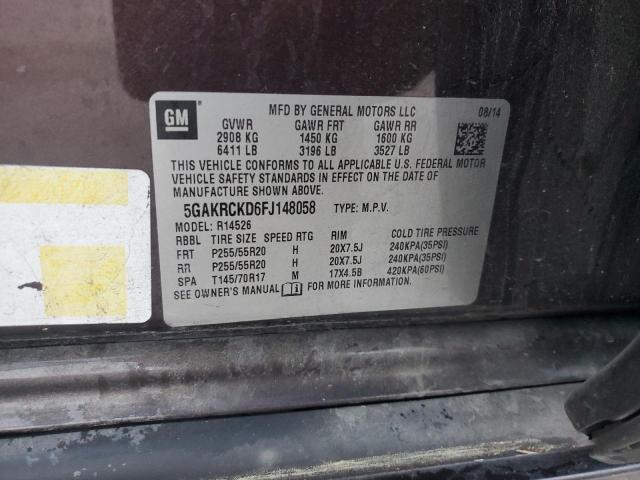 GM
MFD BY GENERAL MOTORS LLC 08/14
GVWR GAWR FRT GAWR RR
2908 KG 1450 KG 1600 KG
6411 LB 3196 LB 3527 LB
THIS VEHICLE CONFORMS TO ALL APPLICABLE U.S. FEDERAL MOTOR
VEHICLE SAFETY STANDARDS IN EFFECT ON THE DATE OF
MANUFACTURE SHOWN ABOVE.
5GAKRCKD6FJ148058 TYPE: M.P.V.
MODEL: R14526
RBBL TIRE SIZE SPEED RTG RIM COLD TIRE PRESSURE
FRT P255/55R20 H 20X7.5J 240KPA(35PSI)
RR P255/55R20 H 20X7.5J 240KPA(35PSI)
SPA T145/70R17 M 17X4.5B 420KPA(60PSI)
SEE OWNER'S MANUAL i FOR MORE INFORMATION.